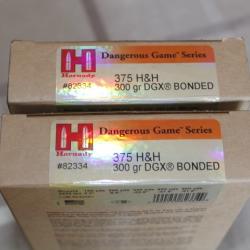 Dangerous Game™ Series
H
Hornady
375 H&H
#82334
300 gr DGX® BONDED
Dangerous Game™ Series
H
Hornady
375 H&H
#82334
300 gr DGX® BONDED